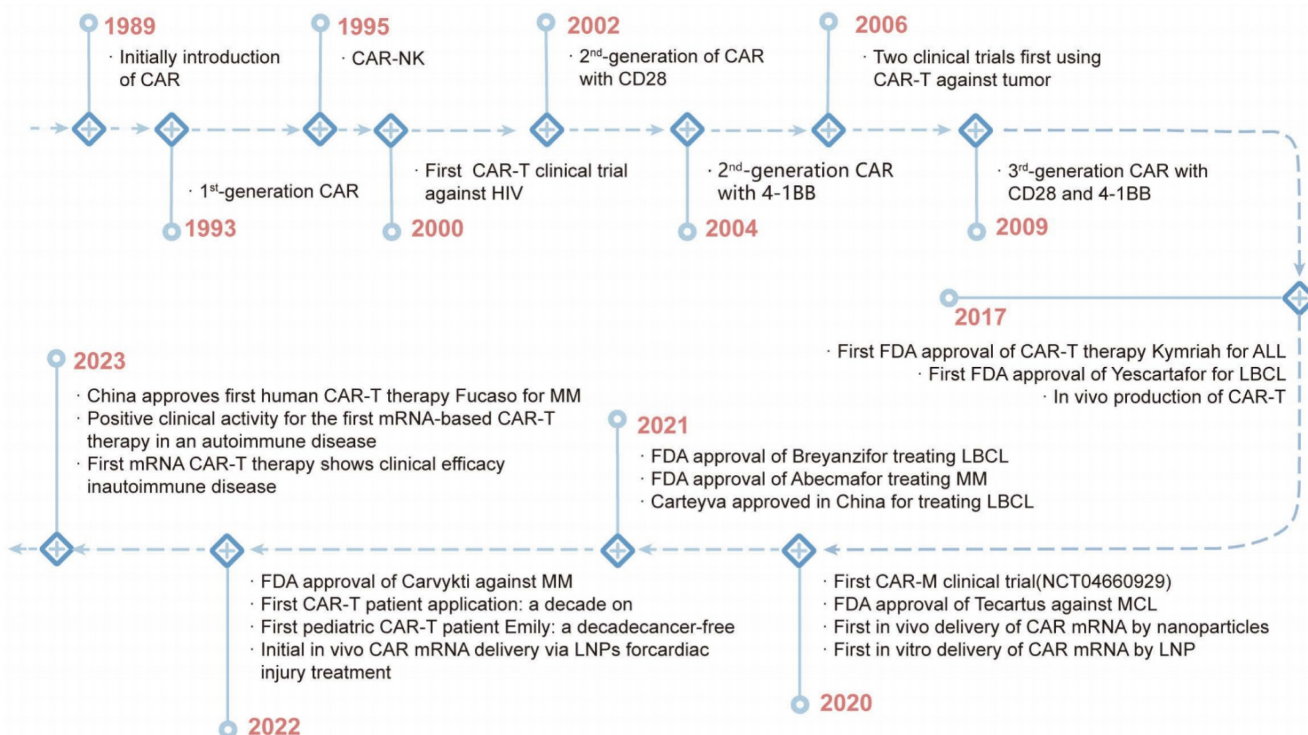 1989
· Initially introduction
of CAR
· 1st-generation CAR
1993
1995
· CAR-NK
· First CAR-T clinical trial
against HIV
2000
2002
· 2nd-generation of CAR
with CD28
· 2nd-generation CAR
with 4-1BB
2004
2006
· Two clinical trials first using
CAR-T against tumor
· 3rd-generation CAR with
CD28 and 4-1BB
2009
2017
· First FDA approval of CAR-T therapy Kymriah for ALL
· First FDA approval of Yescartafor for LBCL
· In vivo production of CAR-T
· First CAR-M clinical trial(NCT04660929)
· FDA approval of Tecartus against MCL
· First in vivo delivery of CAR mRNA by nanoparticles
· First in vitro delivery of CAR mRNA by LNP
2020
2021
· FDA approval of Breyanzifor treating LBCL
· FDA approval of Abecmafor treating MM
· Carteyva approved in China for treating LBCL
· FDA approval of Carvykti against MM
· First CAR-T patient application: a decade on
· First pediatric CAR-T patient Emily: a decadecancer-free
· Initial in vivo CAR mRNA delivery via LNPs forcardiac
injury treatment
2022
2023
· China approves first human CAR-T therapy Fucaso for MM
· Positive clinical activity for the first mRNA-based CAR-T
therapy in an autoimmune disease
· First mRNA CAR-T therapy shows clinical efficacy
inautoimmune disease